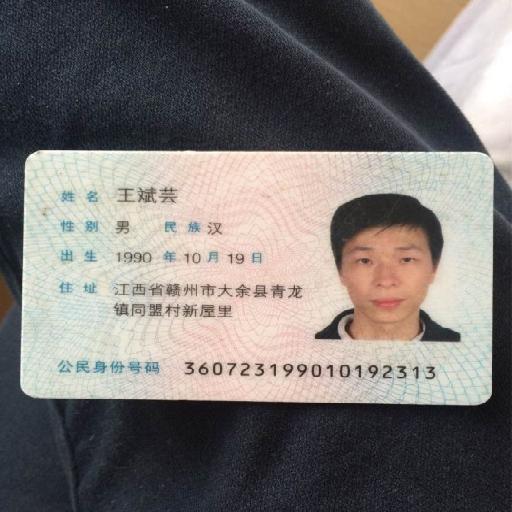 姓名 王斌芸
性别 男 民族 汉
出生 1990 年 10 月 19 日
住址 江西省赣州市大余县青龙
镇同盟村新屋里
公民身份号码 360723199010192313